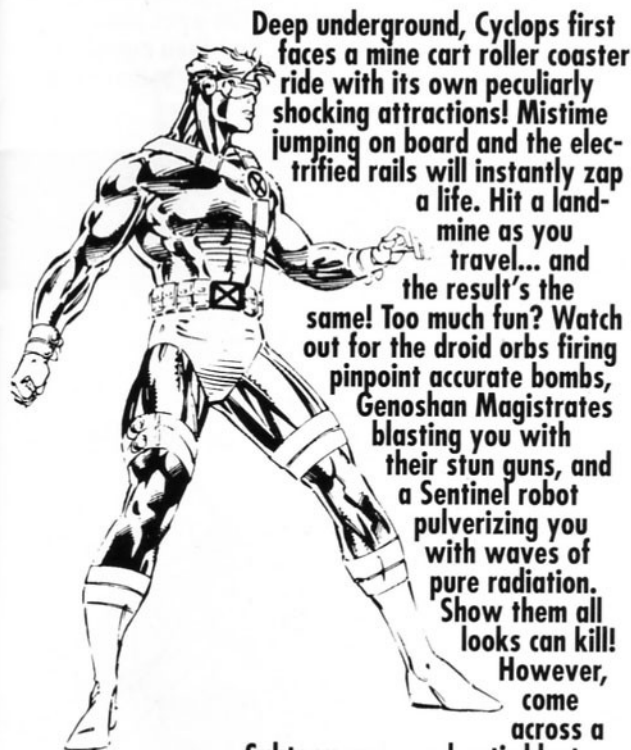 Deep underground, Cyclops first
faces a mine cart roller coaster
ride with its own peculiarly
shocking attractions! Mistime
jumping on board and the elec-
trified rails will instantly zap
a life. Hit a land-
mine as you
travel... and
the result's the
same! Too much fun? Watch
out for the droid orbs firing
pinpoint accurate bombs,
Genoshan Magistrates
blasting you with
their stun guns, and
a Sentinel robot
pulverizing you
with waves of
pure radiation.
Show them all
looks can kill!
However,
come
across a